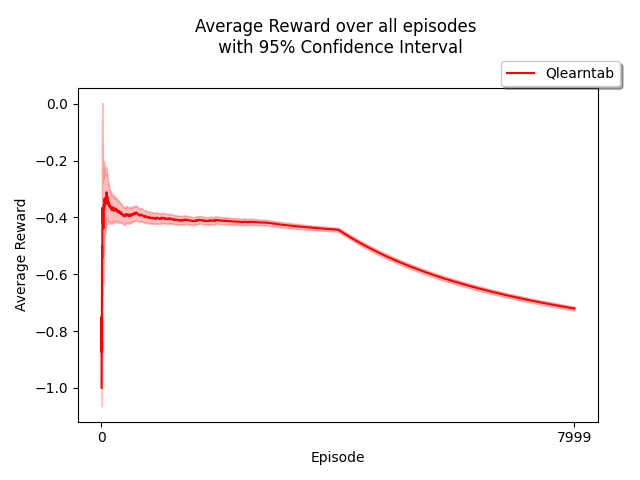 Average Reward over all episodes
with 95% Confidence Interval
Qlearntab
0.0
−0.2
−0.4
−0.6
−0.8
−1.0
Average Reward
0 7999
Episode